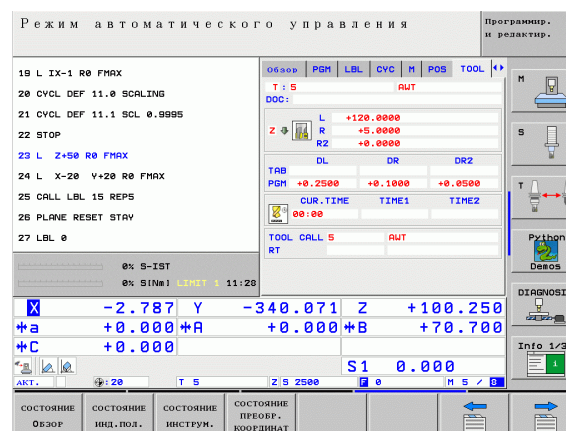 Режим автоматического управления
Программир.
и редактир.
19 L IX-1 R0 FMAX
20 CYCL DEF 11.0 SCALING
21 CYCL DEF 11.1 SCL 0.9995
22 STOP
23 L Z+50 R0 FMAX
24 L X-20 Y+20 R0 FMAX
25 CALL LBL 15 REP5
26 PLANE RESET STAY
27 LBL 0
Обзор PGM LBL CYC M POS TOOL
T : 5 AWT
DOC:
L +120.0000
Z R +5.0000
R2 +0.0000
DL DR DR2
TAB
PGM +0.2500 +0.1000 +0.0500
CUR.TIME TIME1 TIME2
00:00
TOOL CALL 5 AWT
RT
0% S-IST
0% S[Nm] LIMIT 1 11:28
X -2.787 Y -340.071 Z +100.250
a +0.000 A +0.000 B +70.700
C +0.000
S1 0.000
АКТ. : 20 T 5 Z S 2500 F 0 M 5 / 8
M
S
T
Python
Demos
DIAGNOSI
Info 1/3
СОСТОЯНИЕ
ОБЗОР
СОСТОЯНИЕ
ИНД.ПОЛ.
СОСТОЯНИЕ
ИНСТРУМ.
СОСТОЯНИЕ
ПРЕОБР.
КООРДИНАТ